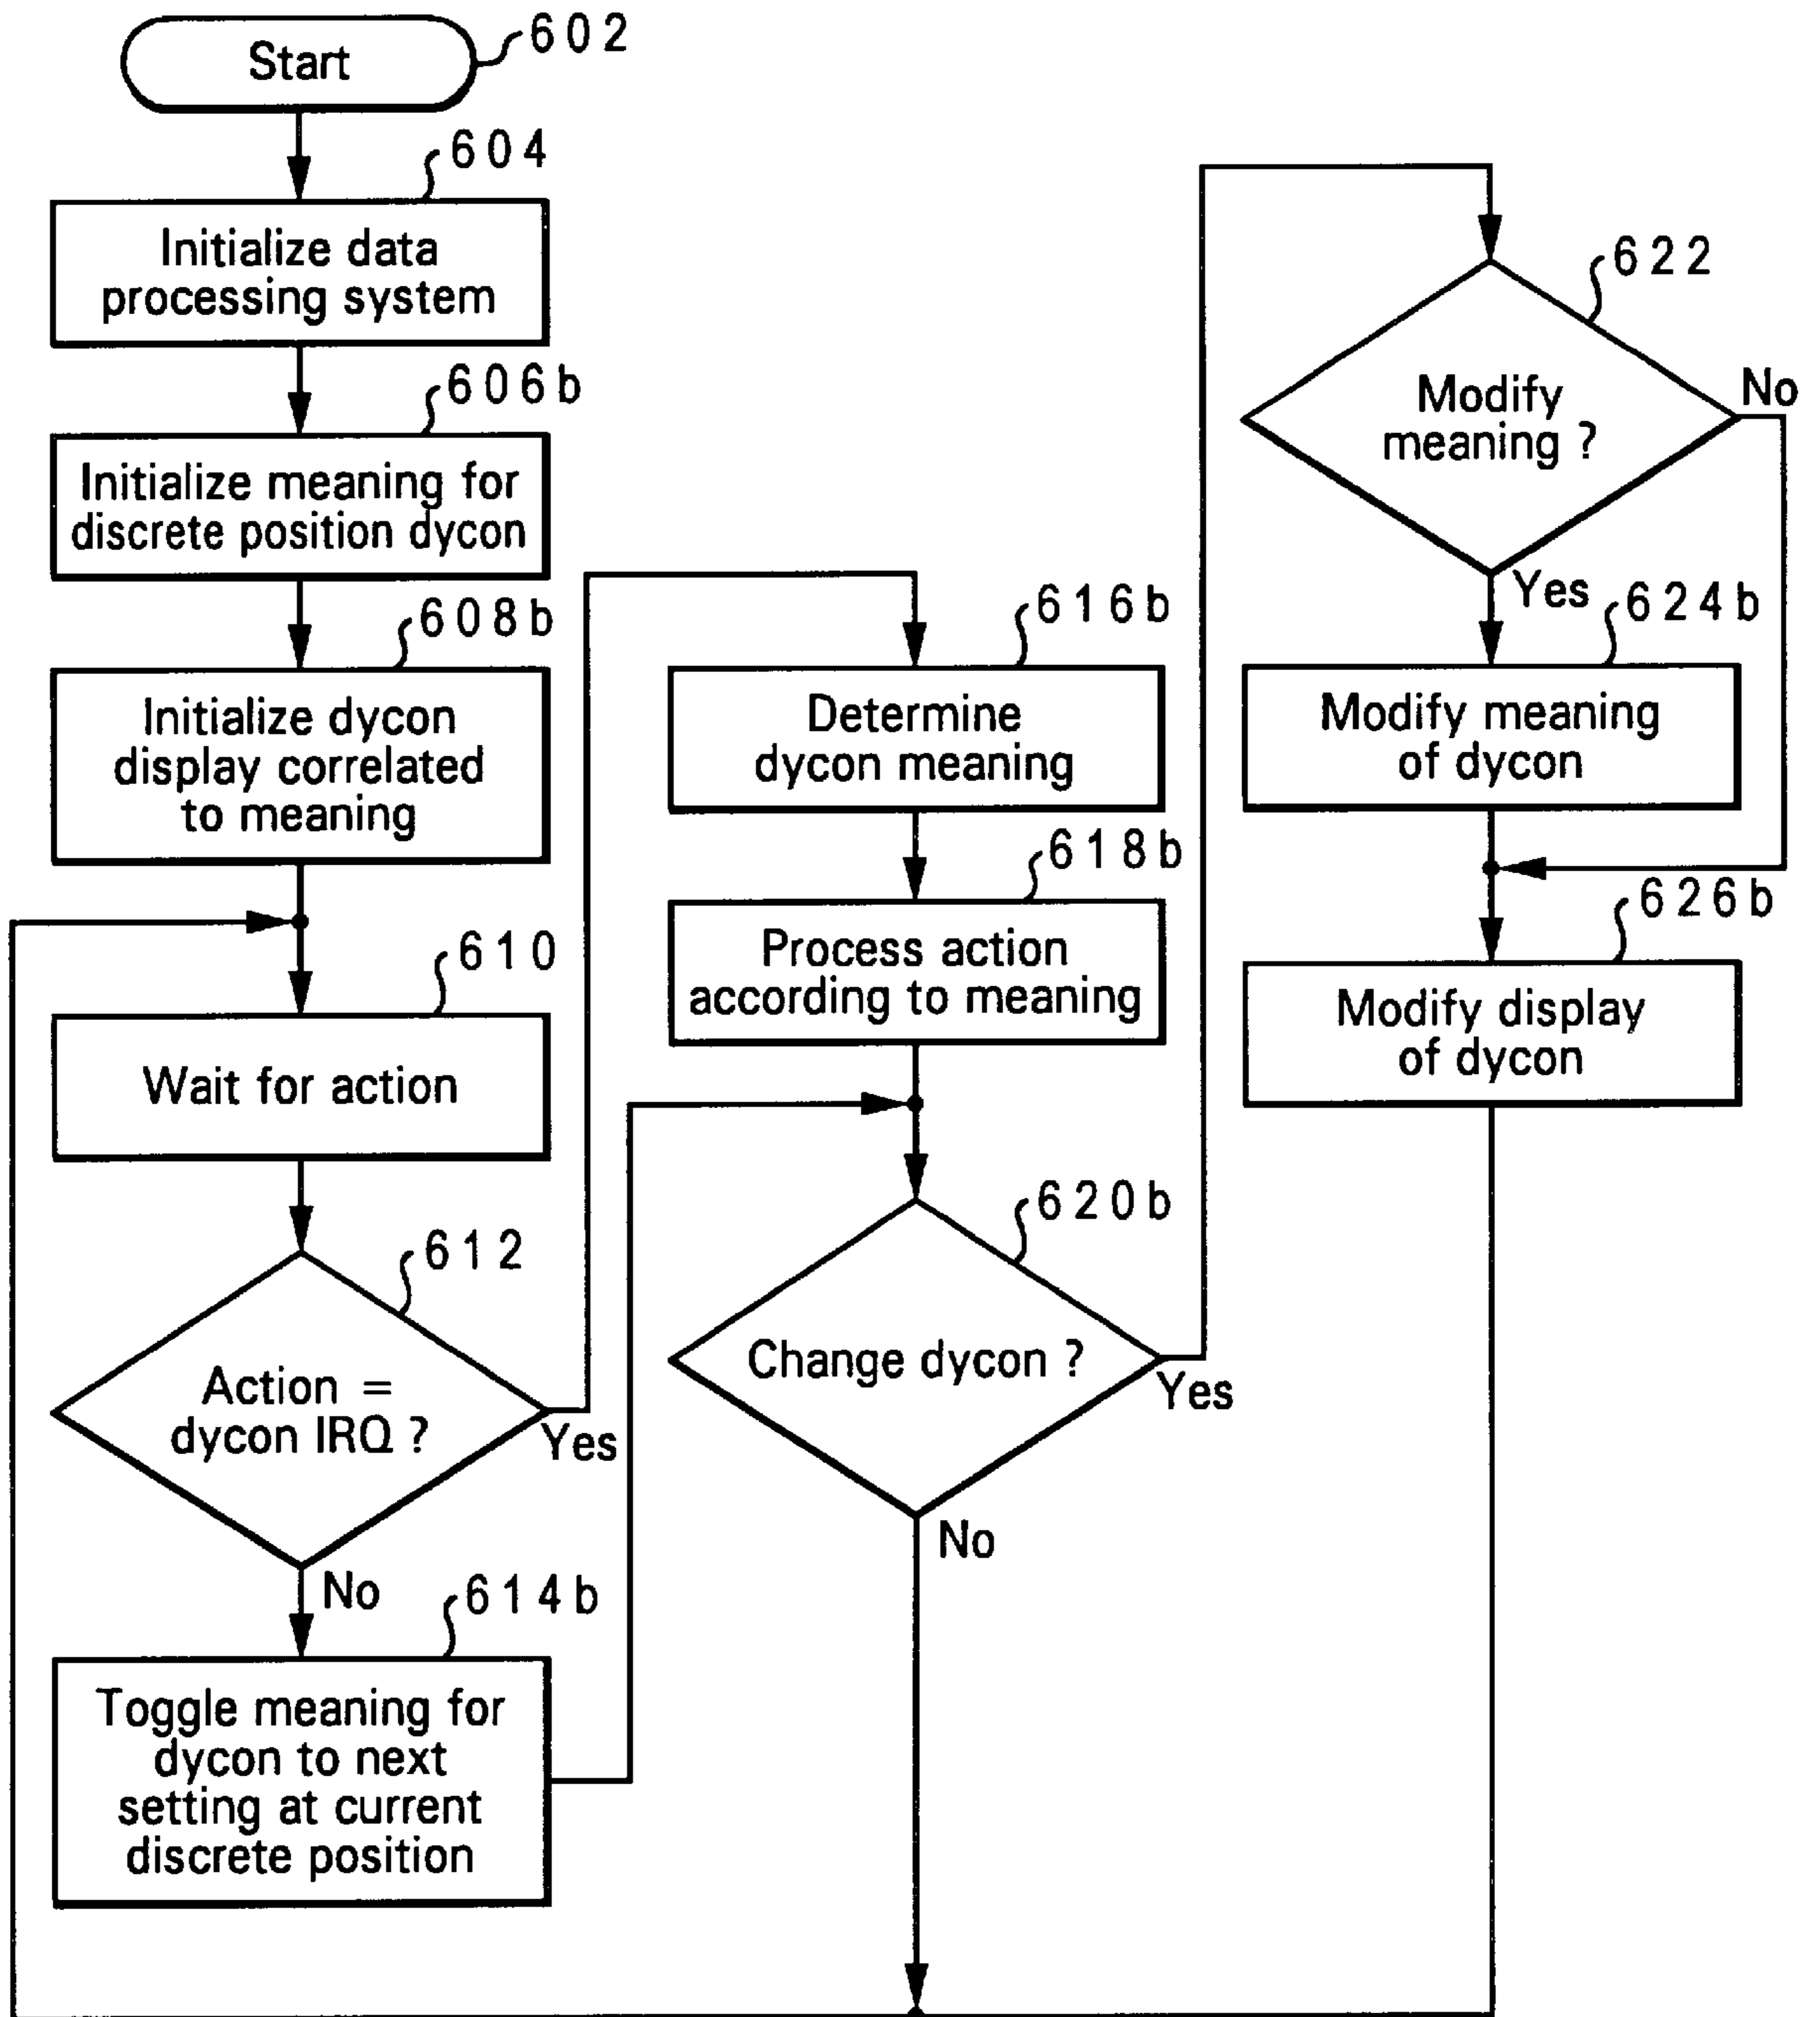 Start
602
604
Initialize data
processing system
606b
Initialize meaning for
discrete position dycon
608b
Initialize dycon
display correlated
to meaning
610
Wait for action
612
Action =
dycon IRQ ?
Yes
No
614b
Toggle meaning for
dycon to next
setting at current
discrete position
616b
Determine
dycon meaning
618b
Process action
according to meaning
620b
Change dycon ?
Yes
No
622
Modify
meaning ?
No
Yes
624b
Modify meaning
of dycon
626b
Modify display
of dycon